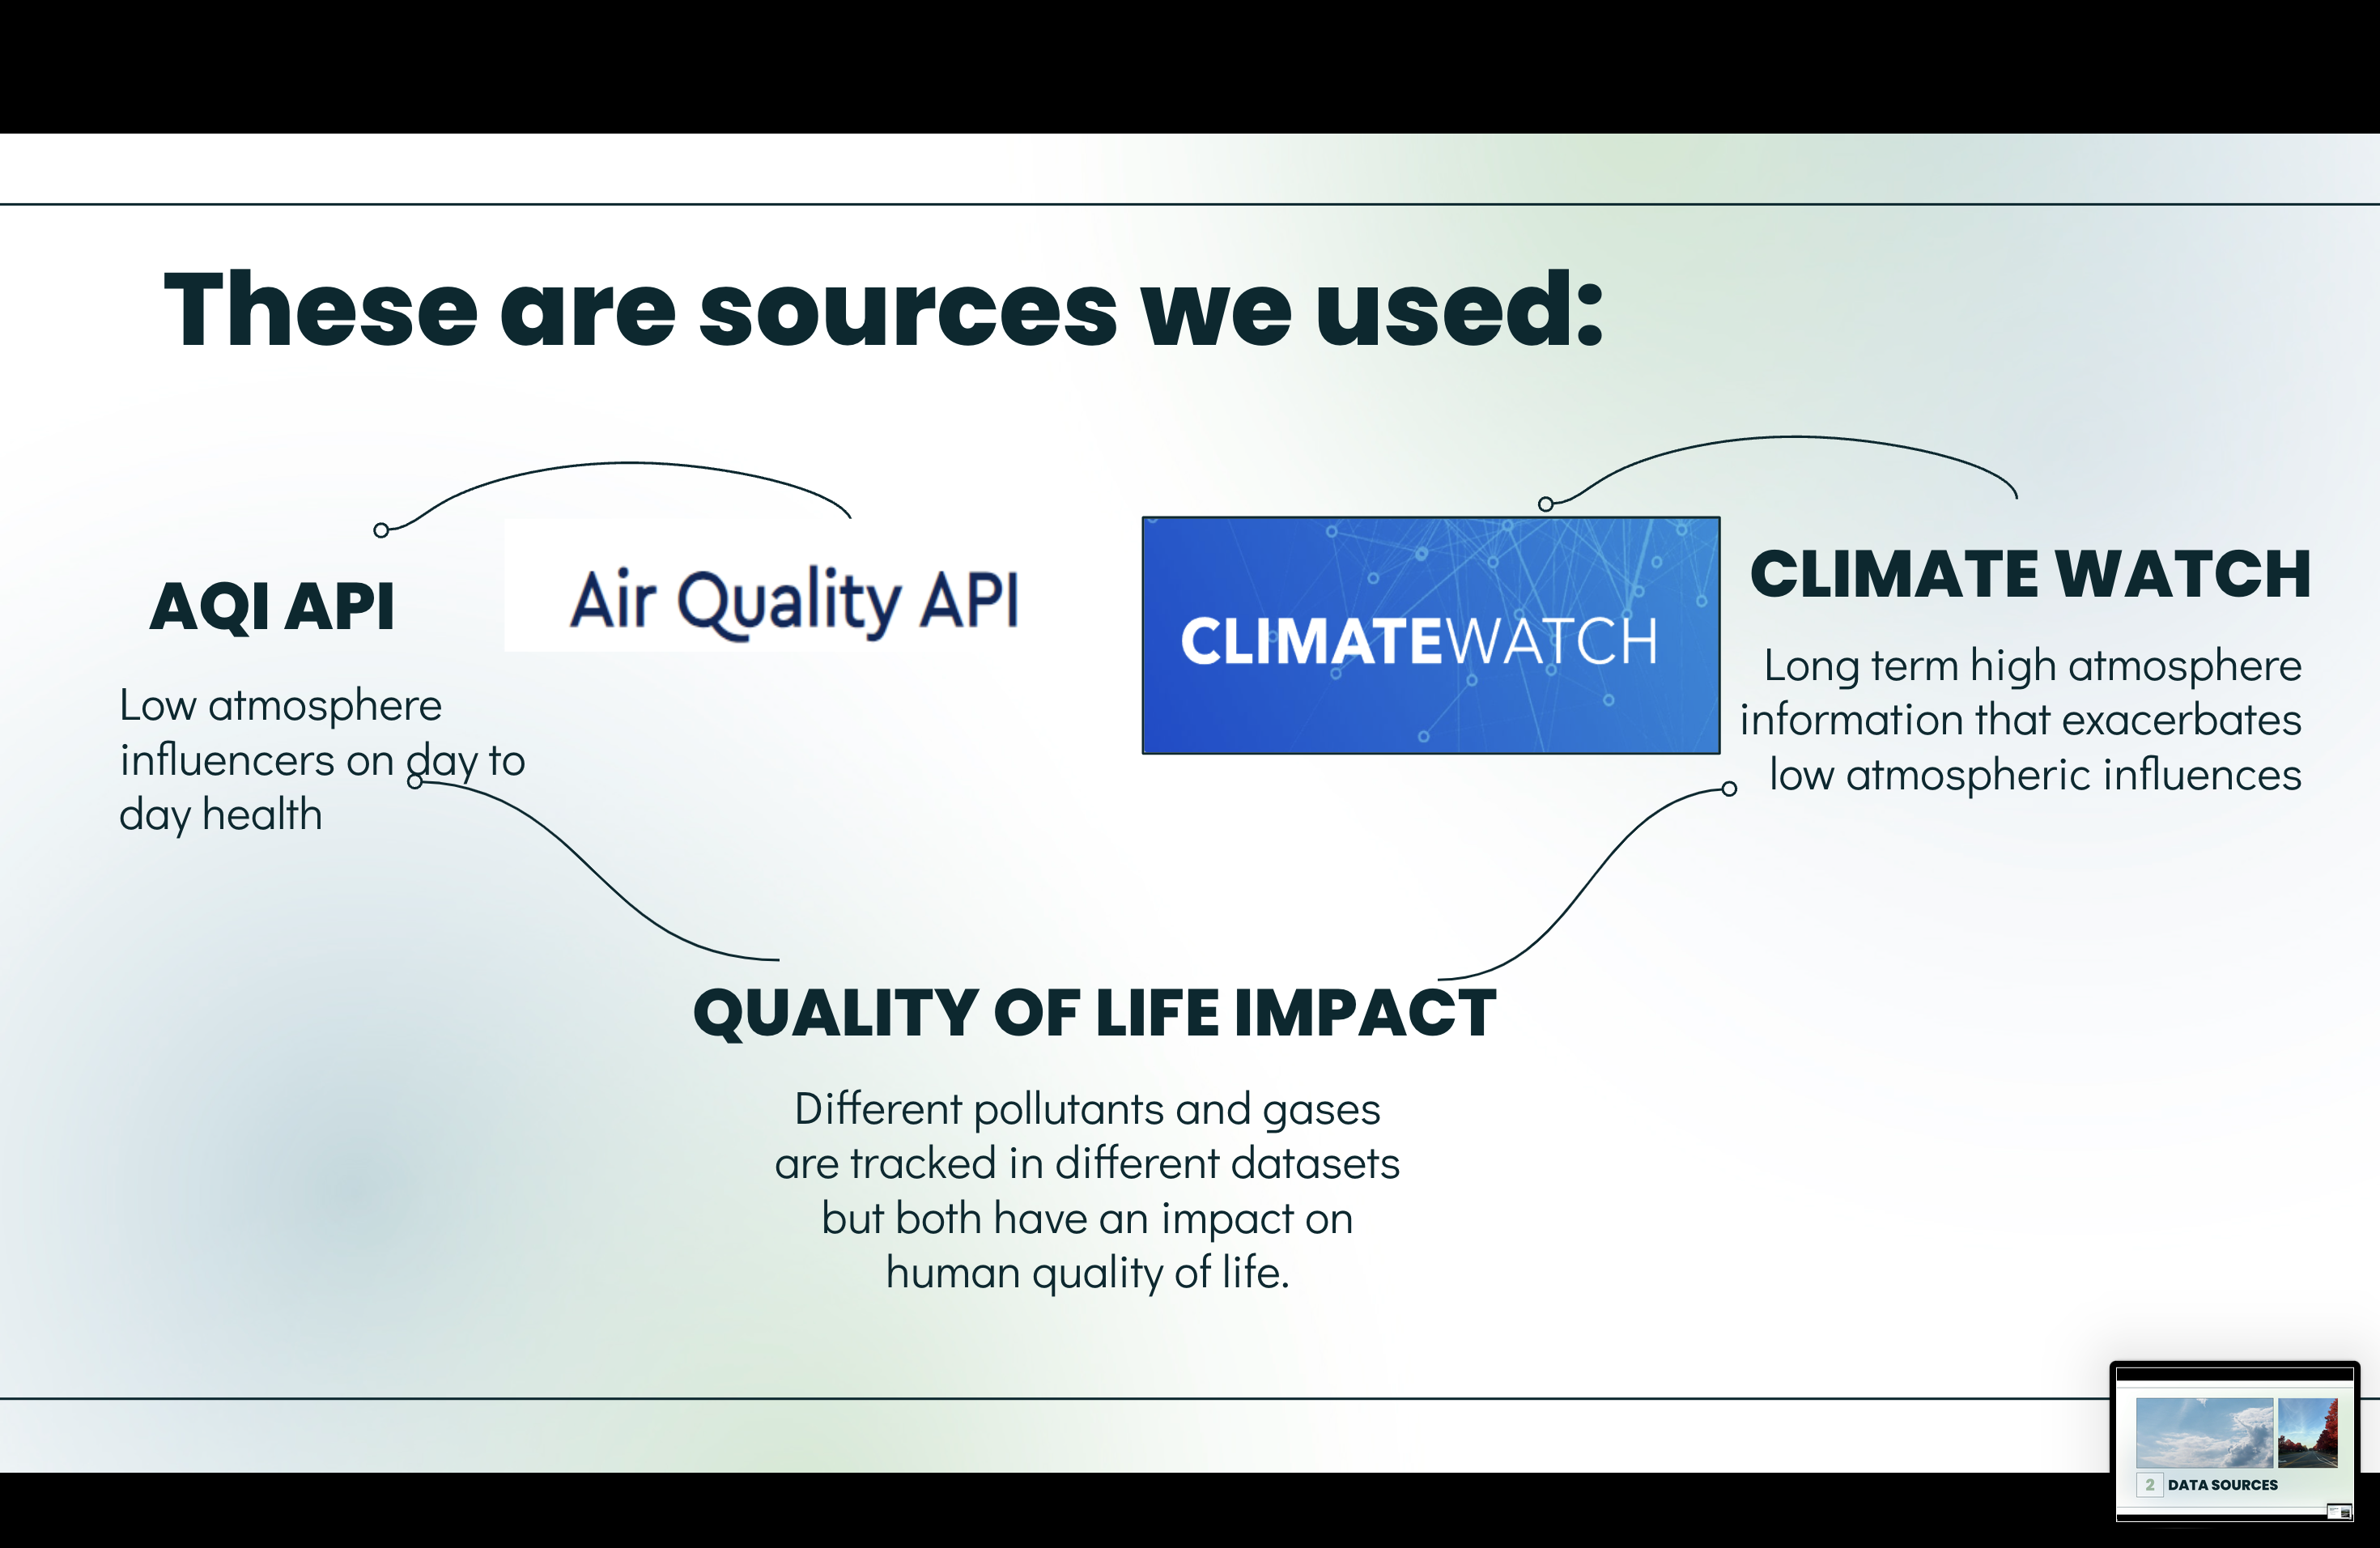 These are sources we used:
AQI API
Low atmosphere
influencers on day to
day health
Air Quality API
CLIMATEWATCH
CLIMATE WATCH
Long term high atmosphere
information that exacerbates
low atmospheric influences
QUALITY OF LIFE IMPACT
Different pollutants and gases
are tracked in different datasets
but both have an impact on
human quality of life.
2 DATA SOURCES